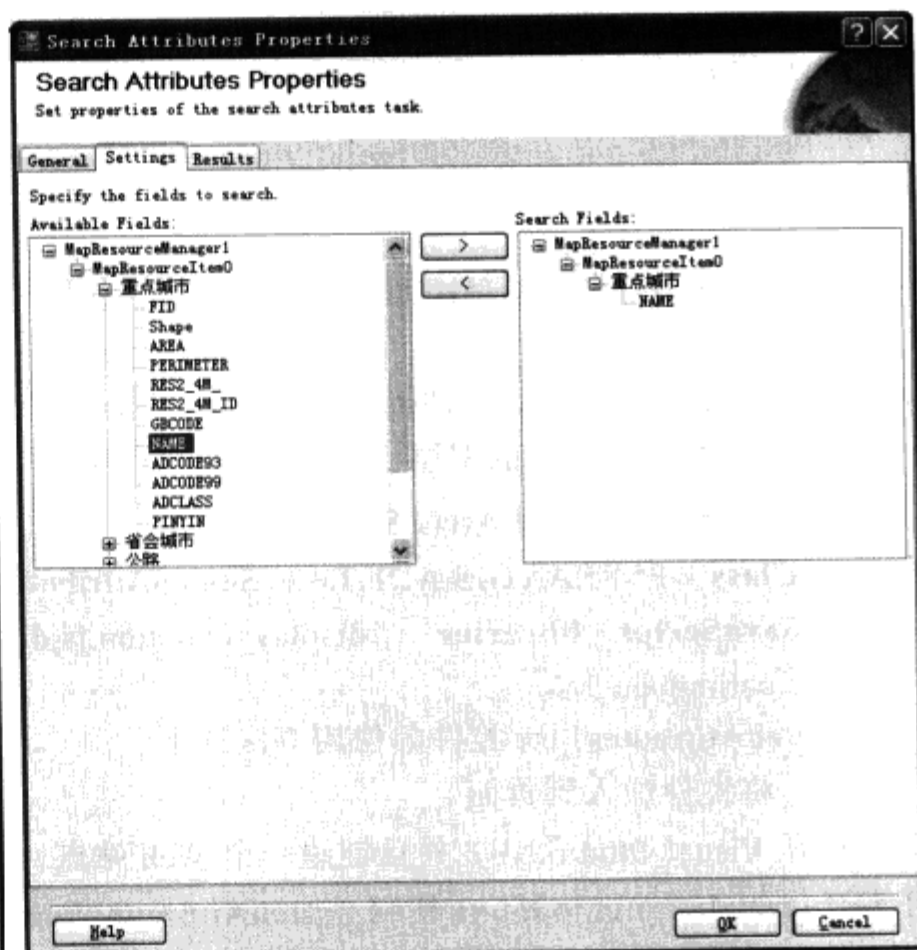 Search Attributes Properties
Search Attributes Properties
Set properties of the search attributes task.
General Settings Results
Specify the fields to search.
Available Fields:
MapResourceManager1
MapResourceItem0
重点城市
FID
Shape
AREA
PERIMETER
RES2_4M_
RES2_4M_ID
GBCODE
NAME
ADCODE93
ADCODE99
ADCLASS
PINYIN
省会城市
公路
>
<
Search Fields:
MapResourceManager1
MapResourceItem0
重点城市
NAME
Help
OK
Cancel